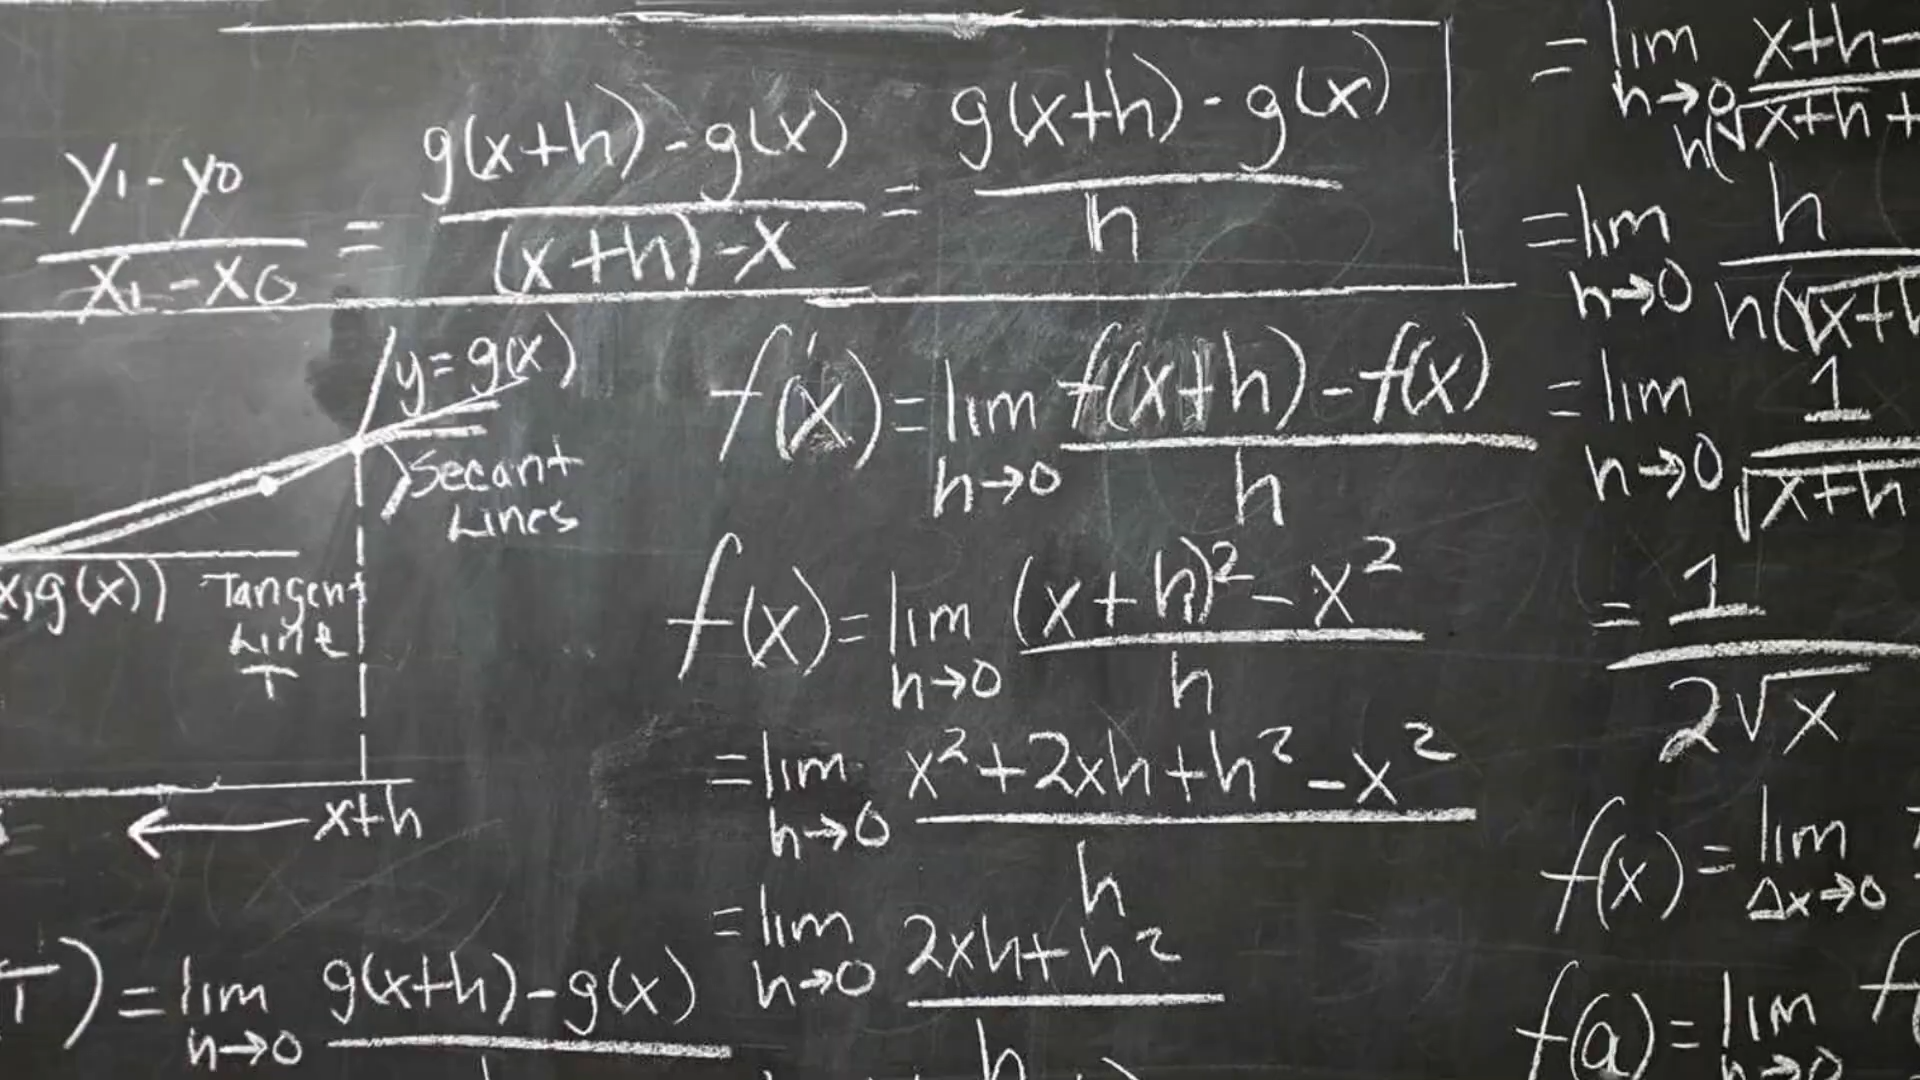 = y₁ - y₀ / x₁ - x₀ = g(x+h) - g(x) / (x+h) - x = g(x+h) - g(x) / h
y = g(x)
Secant
Lines
x, g(x))
Tangent
Line
T
x+h
T) = lim h→0 g(x+h) - g(x)
f'(x) = lim h→0 f(x+h) - f(x) / h
f(x) = lim h→0 (x+h)² - x² / h
= lim h→0 x² + 2xh + h² - x² / h
= lim h→0 2xh + h² / h
= lim h→0 x+h- / h(√x+h +
= lim h→0 h / h(√x+h
= lim h→0 1 / √x+h
= 1 / 2√x
f(x) = lim Δx→0
f(a) = lim h→0 f(